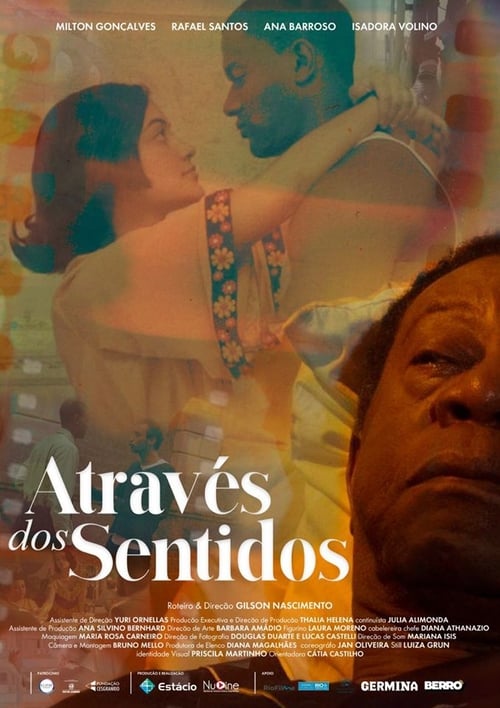 MILTON GONÇALVES RAFAEL SANTOS ANA BARROSO ISADORA VOLINO
Através
dos Sentidos
Roteiro & Direção GILSON NASCIMENTO
Assistente de Direção YURI ORNELLAS Producão Executiva e Direção de Produção THALIA HELENA continuísta JULIA ALIMONDA
Assistente de Produção ANA SILVINO BERNHARD Direção de Arte BARBARA AMÁDIO Figurino LAURA MORENO cabeleireira chefe DIANA ATHANAZIO
Maquiagem MARIA ROSA CARNEIRO Direção de Fotografia DOUGLAS DUARTE E LUCAS CASTELLI Direção de Som MARIANA ISIS
Câmera e Montagem BRUNO MELLO Produtora de Elenco DIANA MAGALHÃES coreográfo JAN OLIVEIRA Still LUIZA GRUN
identidade Visual PRISCILA MARTINHO Orientadora CÁTIA CASTILHO
PATROCÍNIO PRODUÇÃO E REALIZAÇÃO APOIO
FUNDAÇÃO CESGRANRIO Estácio NuCine RIOFILME RIO GERMINA BERRO